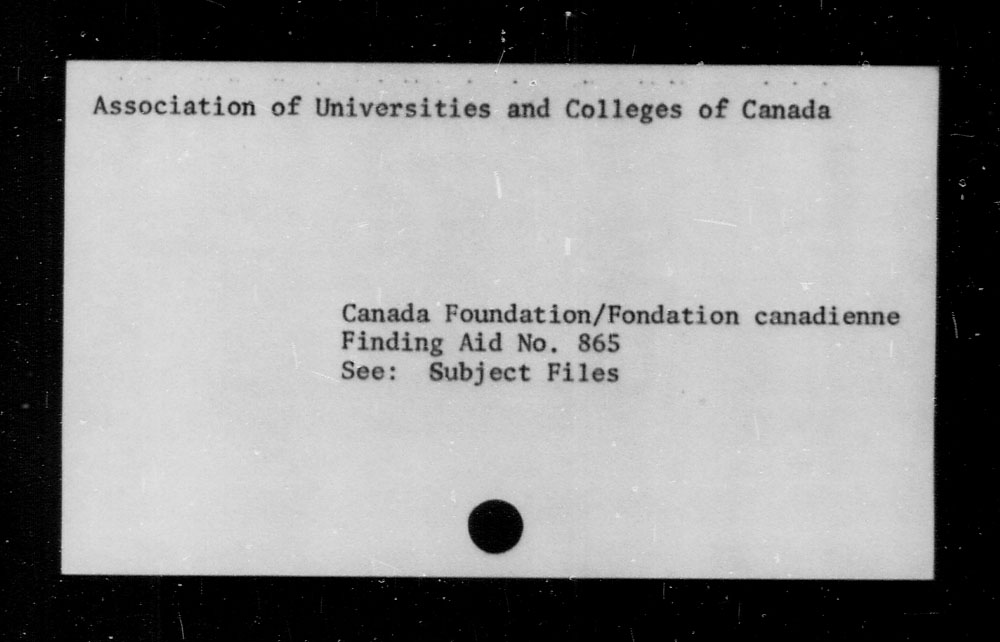 Association of Universities and Colleges of Canada
Canada Foundation/Fondation canadienne
Finding Aid No. 865
See: Subject Files